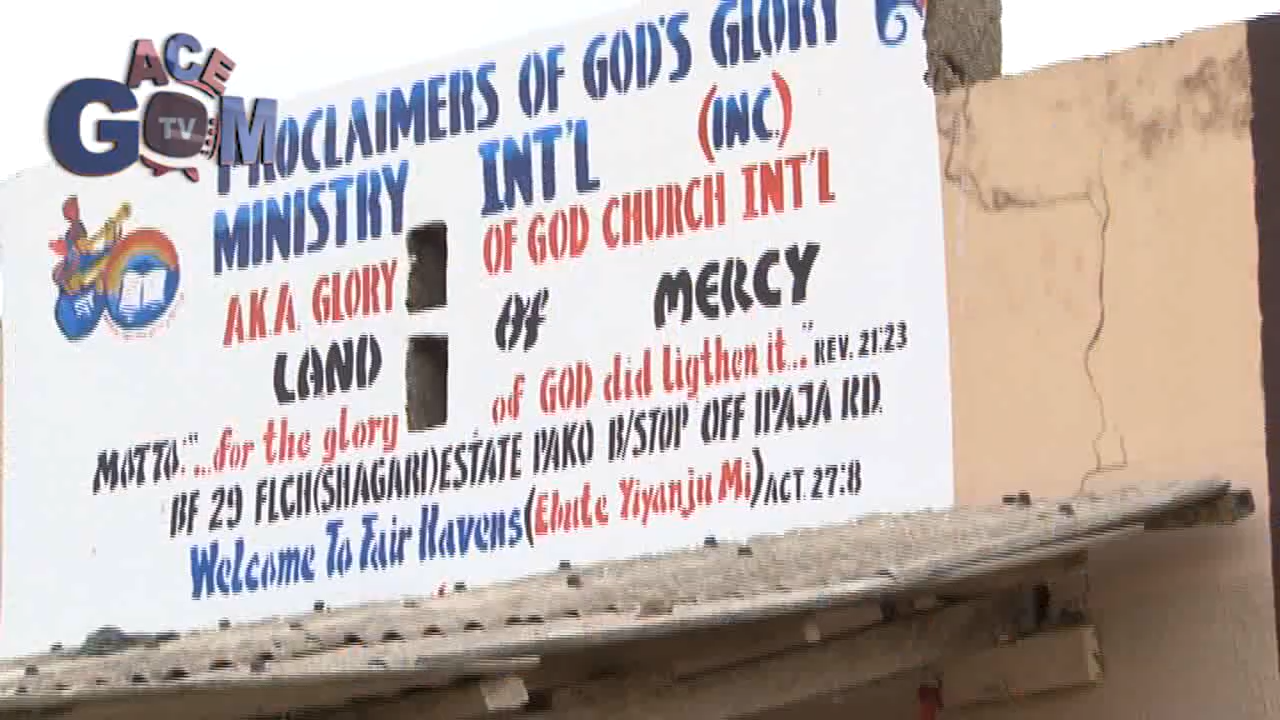 ACE
GOM
TV
PROCLAIMERS OF GOD'S GLORY
MINISTRY INT'L (INC.)
A.K.A. GLORY OF GOD CHURCH INT'L
LAND OF MERCY
MOTTO:"...for the glory of GOD did ligthen it..." REV. 21:23
BF 29 FLCH(SHAGARI)ESTATE PAKO B/STOP OFF IPAJA RD.
Welcome To Fair Havens(Ebute Yiyanju Mi)ACT. 27:8